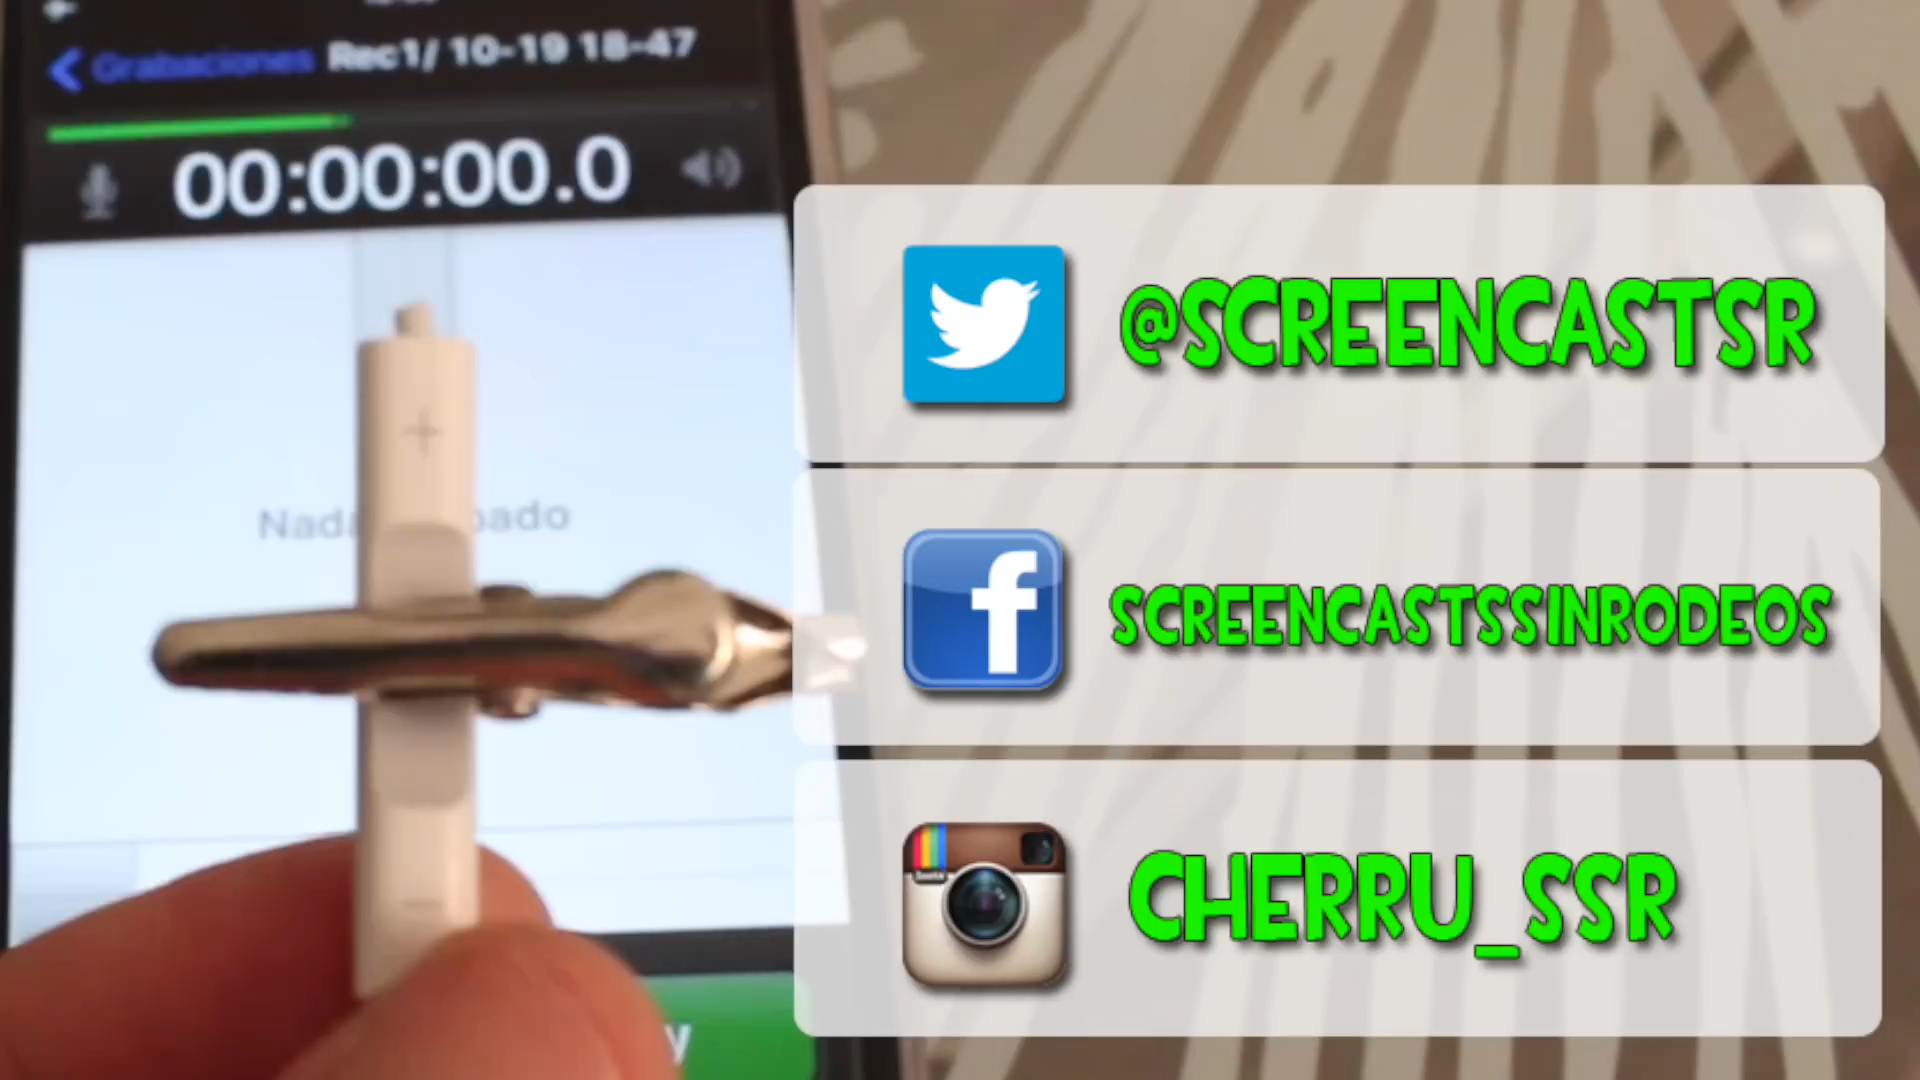 Grabaciones Rec1/ 10-19 18-47
00:00:00.0
+
-
@SCREENCASTSR
SCREENCASTSSINRODEOS
CHERRU_SSR